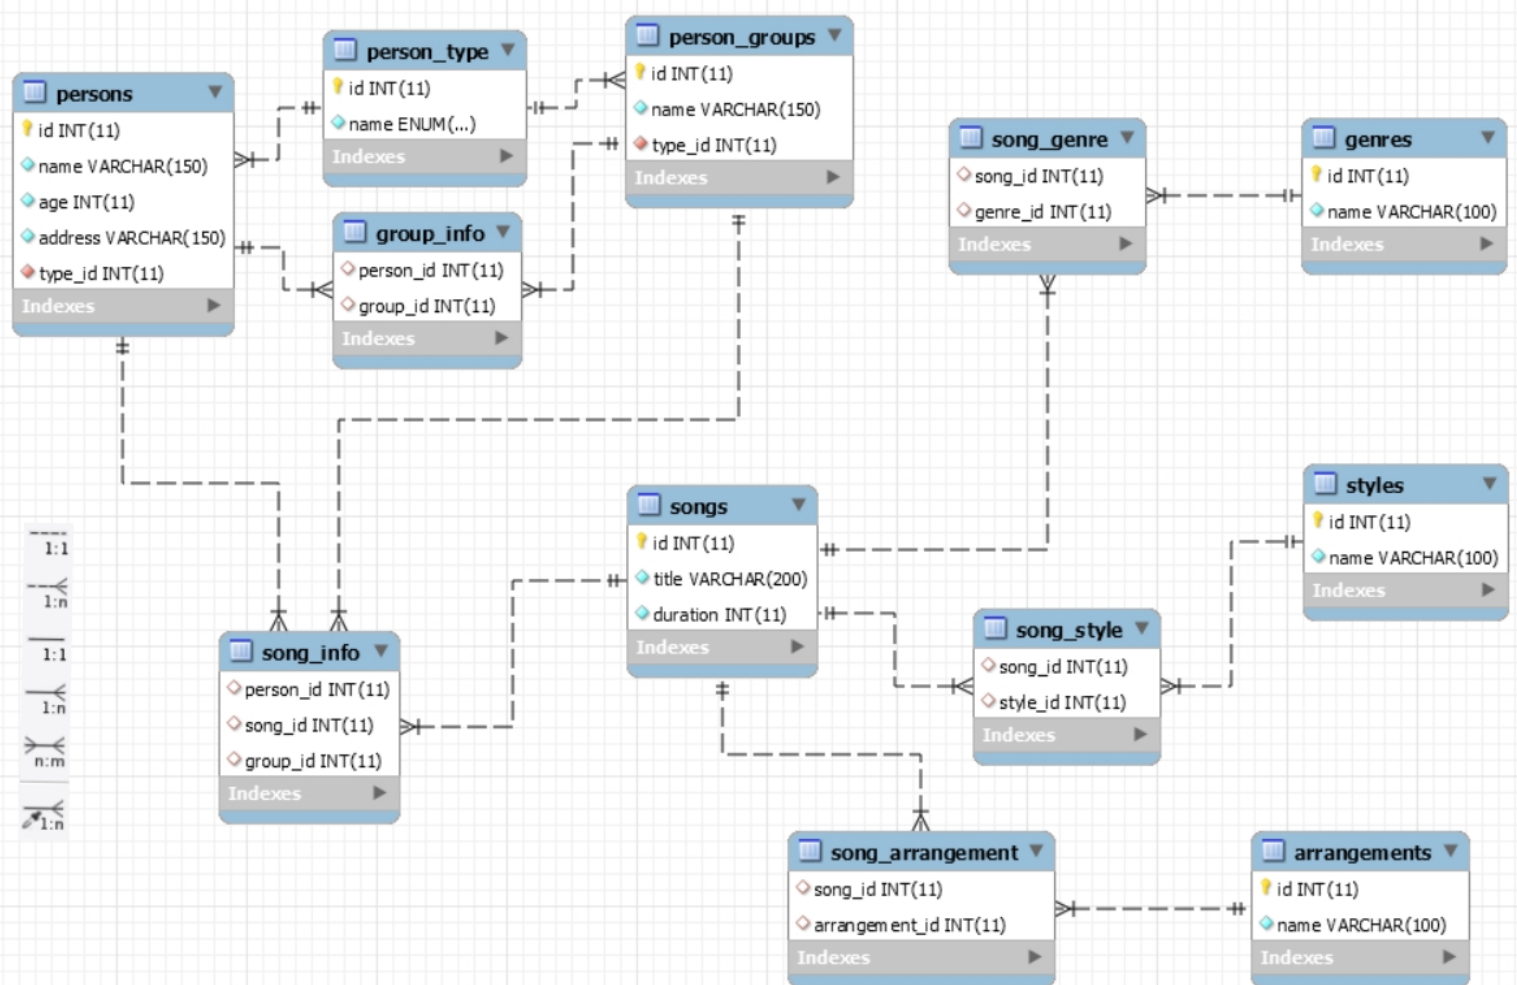 persons
id INT(11)
name VARCHAR(150)
age INT(11)
address VARCHAR(150)
type_id INT(11)
Indexes
person_type
id INT(11)
name ENUM(...)
Indexes
person_groups
id INT(11)
name VARCHAR(150)
type_id INT(11)
Indexes
group_info
person_id INT(11)
group_id INT(11)
Indexes
song_genre
song_id INT(11)
genre_id INT(11)
Indexes
genres
id INT(11)
name VARCHAR(100)
Indexes
songs
id INT(11)
title VARCHAR(200)
duration INT(11)
Indexes
styles
id INT(11)
name VARCHAR(100)
Indexes
song_style
song_id INT(11)
style_id INT(11)
Indexes
song_info
person_id INT(11)
song_id INT(11)
group_id INT(11)
Indexes
1:1
1:n
1:1
1:n
n:m
1:n
song_arrangement
song_id INT(11)
arrangement_id INT(11)
Indexes
arrangements
id INT(11)
name VARCHAR(100)
Indexes